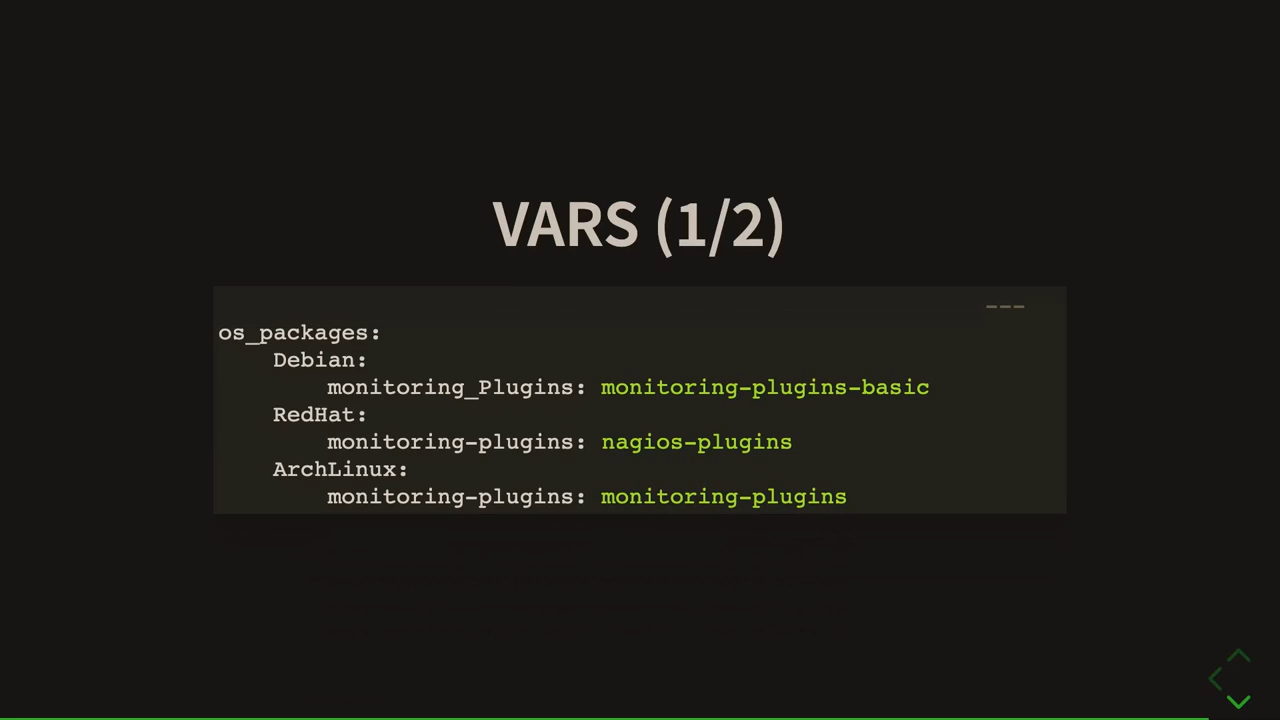 VARS (1/2)
---
os_packages:
    Debian:
        monitoring_Plugins: monitoring-plugins-basic
    RedHat:
        monitoring-plugins: nagios-plugins
    ArchLinux:
        monitoring-plugins: monitoring-plugins